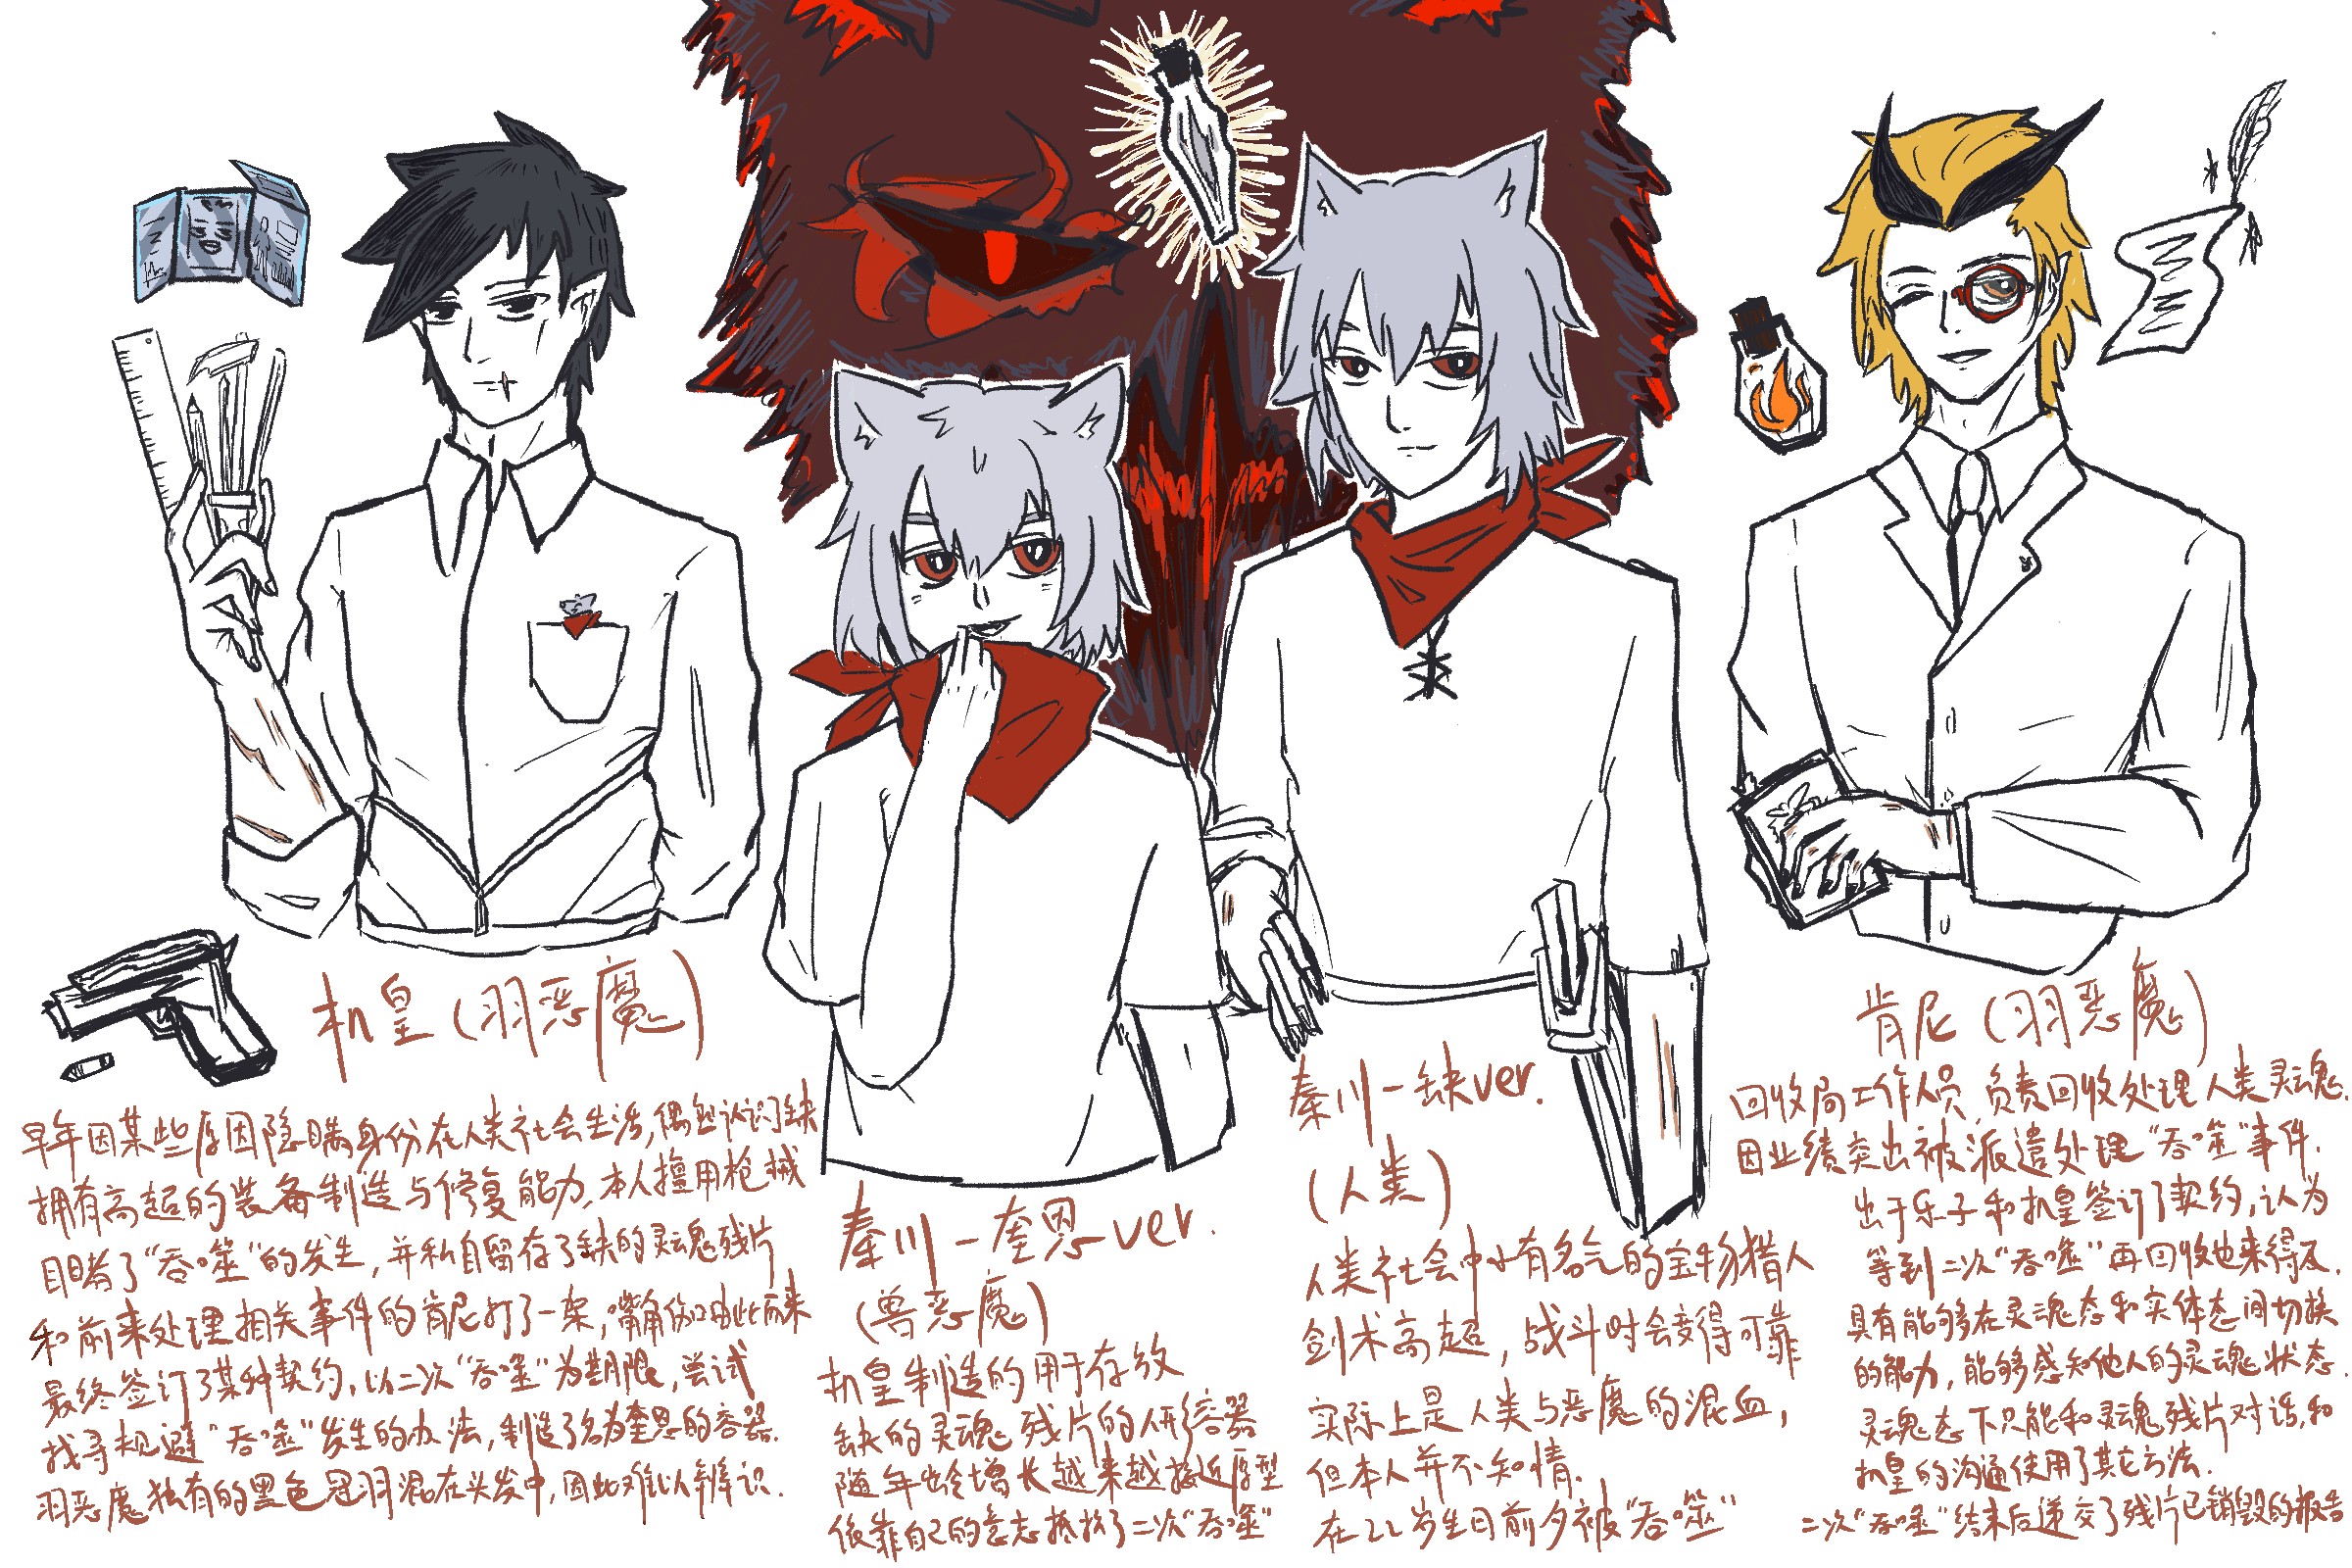 扒皇（羽恶魔）
早年因某些原因隐瞒身份在人类社会生活，偶然认识缺
拥有高超的装备制造与修复能力，本人擅用枪械
目睹了“吞噬”的发生，并私自留存了缺的灵魂残片
和前来处理相关事件的肯尼打了一架，嘴角伤口由此而来
最终签订了某种契约，以二次“吞噬”为期限，尝试
找寻规避“吞噬”发生的办法，制造了名为奎恩的容器.
羽恶魔独有的黑色冠羽混在头发中，因此难以辨识.
秦川－奎恩ver.
（兽恶魔）
扒皇制造的用于存放
缺的灵魂残片的人形容器
随年龄增长越来越接近原型
依靠自己的意志抵抗了二次“吞噬”
秦川－缺ver.
（人类）
人类社会中小有名气的宝物猎人
剑术高超，战斗时会变得可靠
实际上是人类与恶魔的混血，
但本人并不知情.
在22岁生日前夕被“吞噬”
肯尼（羽恶魔）
回收局工作人员，负责回收处理人类灵魂.
因业绩突出被派遣处理“吞噬”事件.
出于乐子和扒皇签订了契约，认为
等到二次“吞噬”再回收也来得及.
具有能够在灵魂态和实体态间切换
的能力，能够感知他人的灵魂状态.
灵魂态下只能和灵魂残片对话，和
扒皇的沟通使用了其它方法.
二次“吞噬”结束后递交了残片已销毁的报告